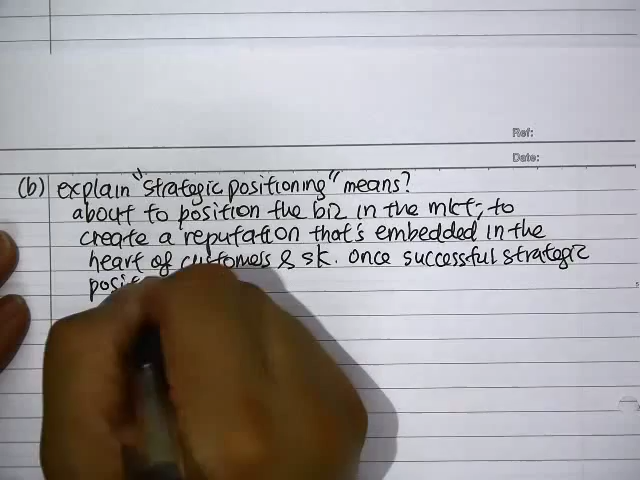 Ref:
Date:
(b) explain "strategic positioning" means?
about to position the biz in the mkt; to
create a reputation that's embedded in the
heart of customers & sk. once successful strategic